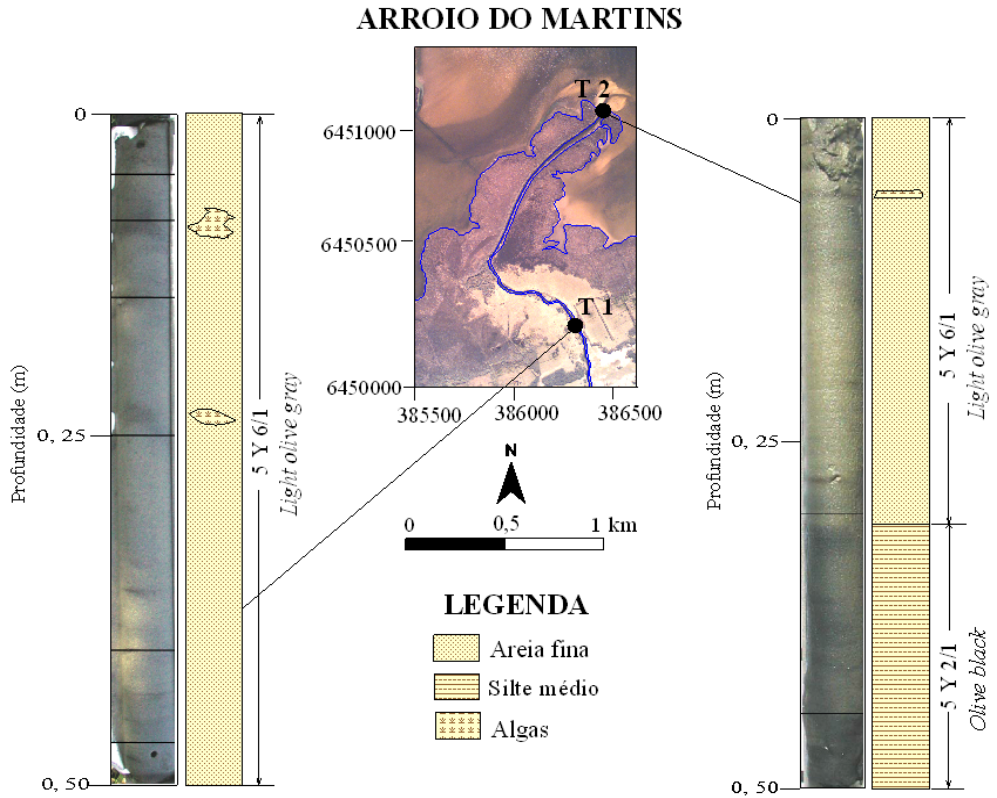 ARROIO DO MARTINS
T 2
6451000
6450500
T 1
6450000
385500 386000 386500
N
0 0,5 1 km
LEGENDA
Areia fina
Silte médio
Algas
0
Profundidade (m)
0, 25
0, 50
5 Y 6/1
Light olive gray
0
Profundidade (m)
0, 25
0, 50
5 Y 6/1
Light olive gray
5 Y 2/1
Olive black